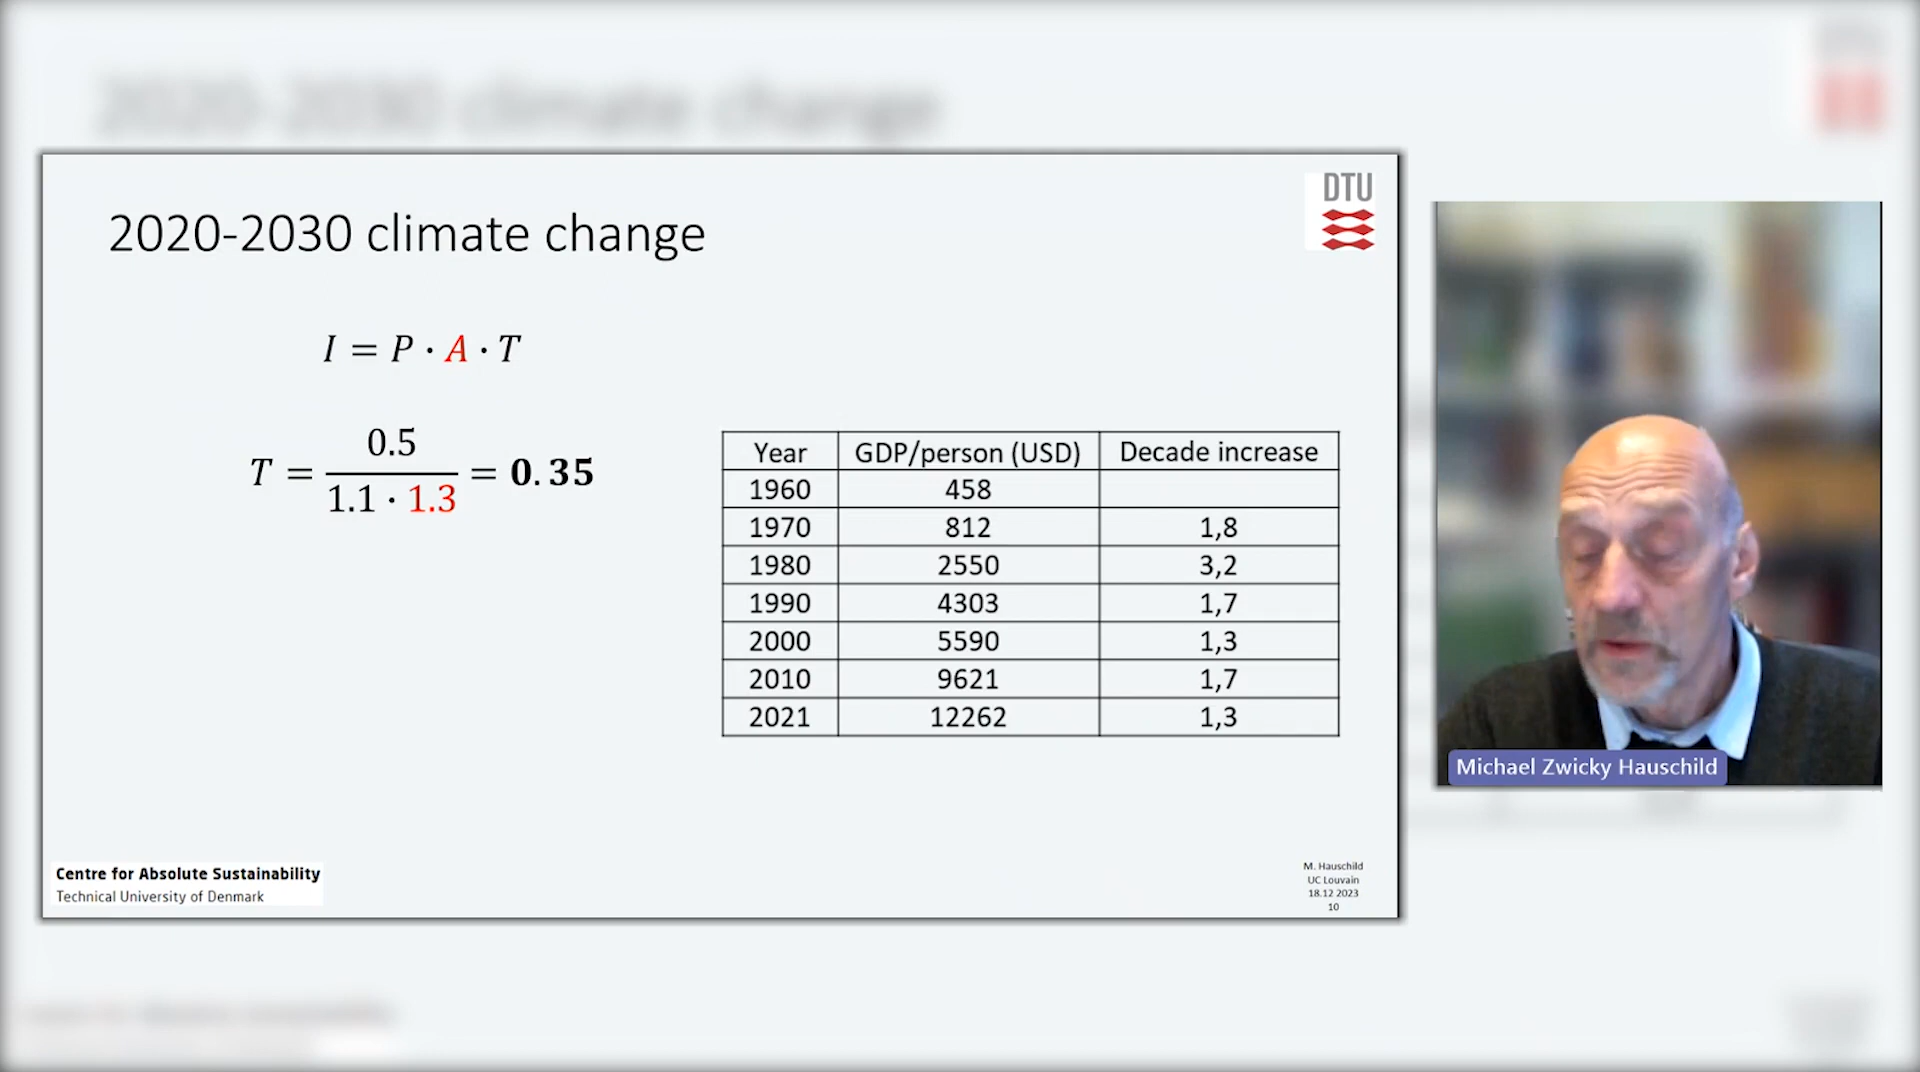 2020-2030 climate change
DTU
2020-2030 climate change
I = P · A · T
T = 0.5 / 1.1 · 1.3 = 0.35
Year GDP/person (USD) Decade increase
1960 458
1970 812 1,8
1980 2550 3,2
1990 4303 1,7
2000 5590 1,3
2010 9621 1,7
2021 12262 1,3
Michael Zwicky Hauschild
Centre for Absolute Sustainability
Technical University of Denmark
M. Hauschild
UC Louvain
18.12 2023
10